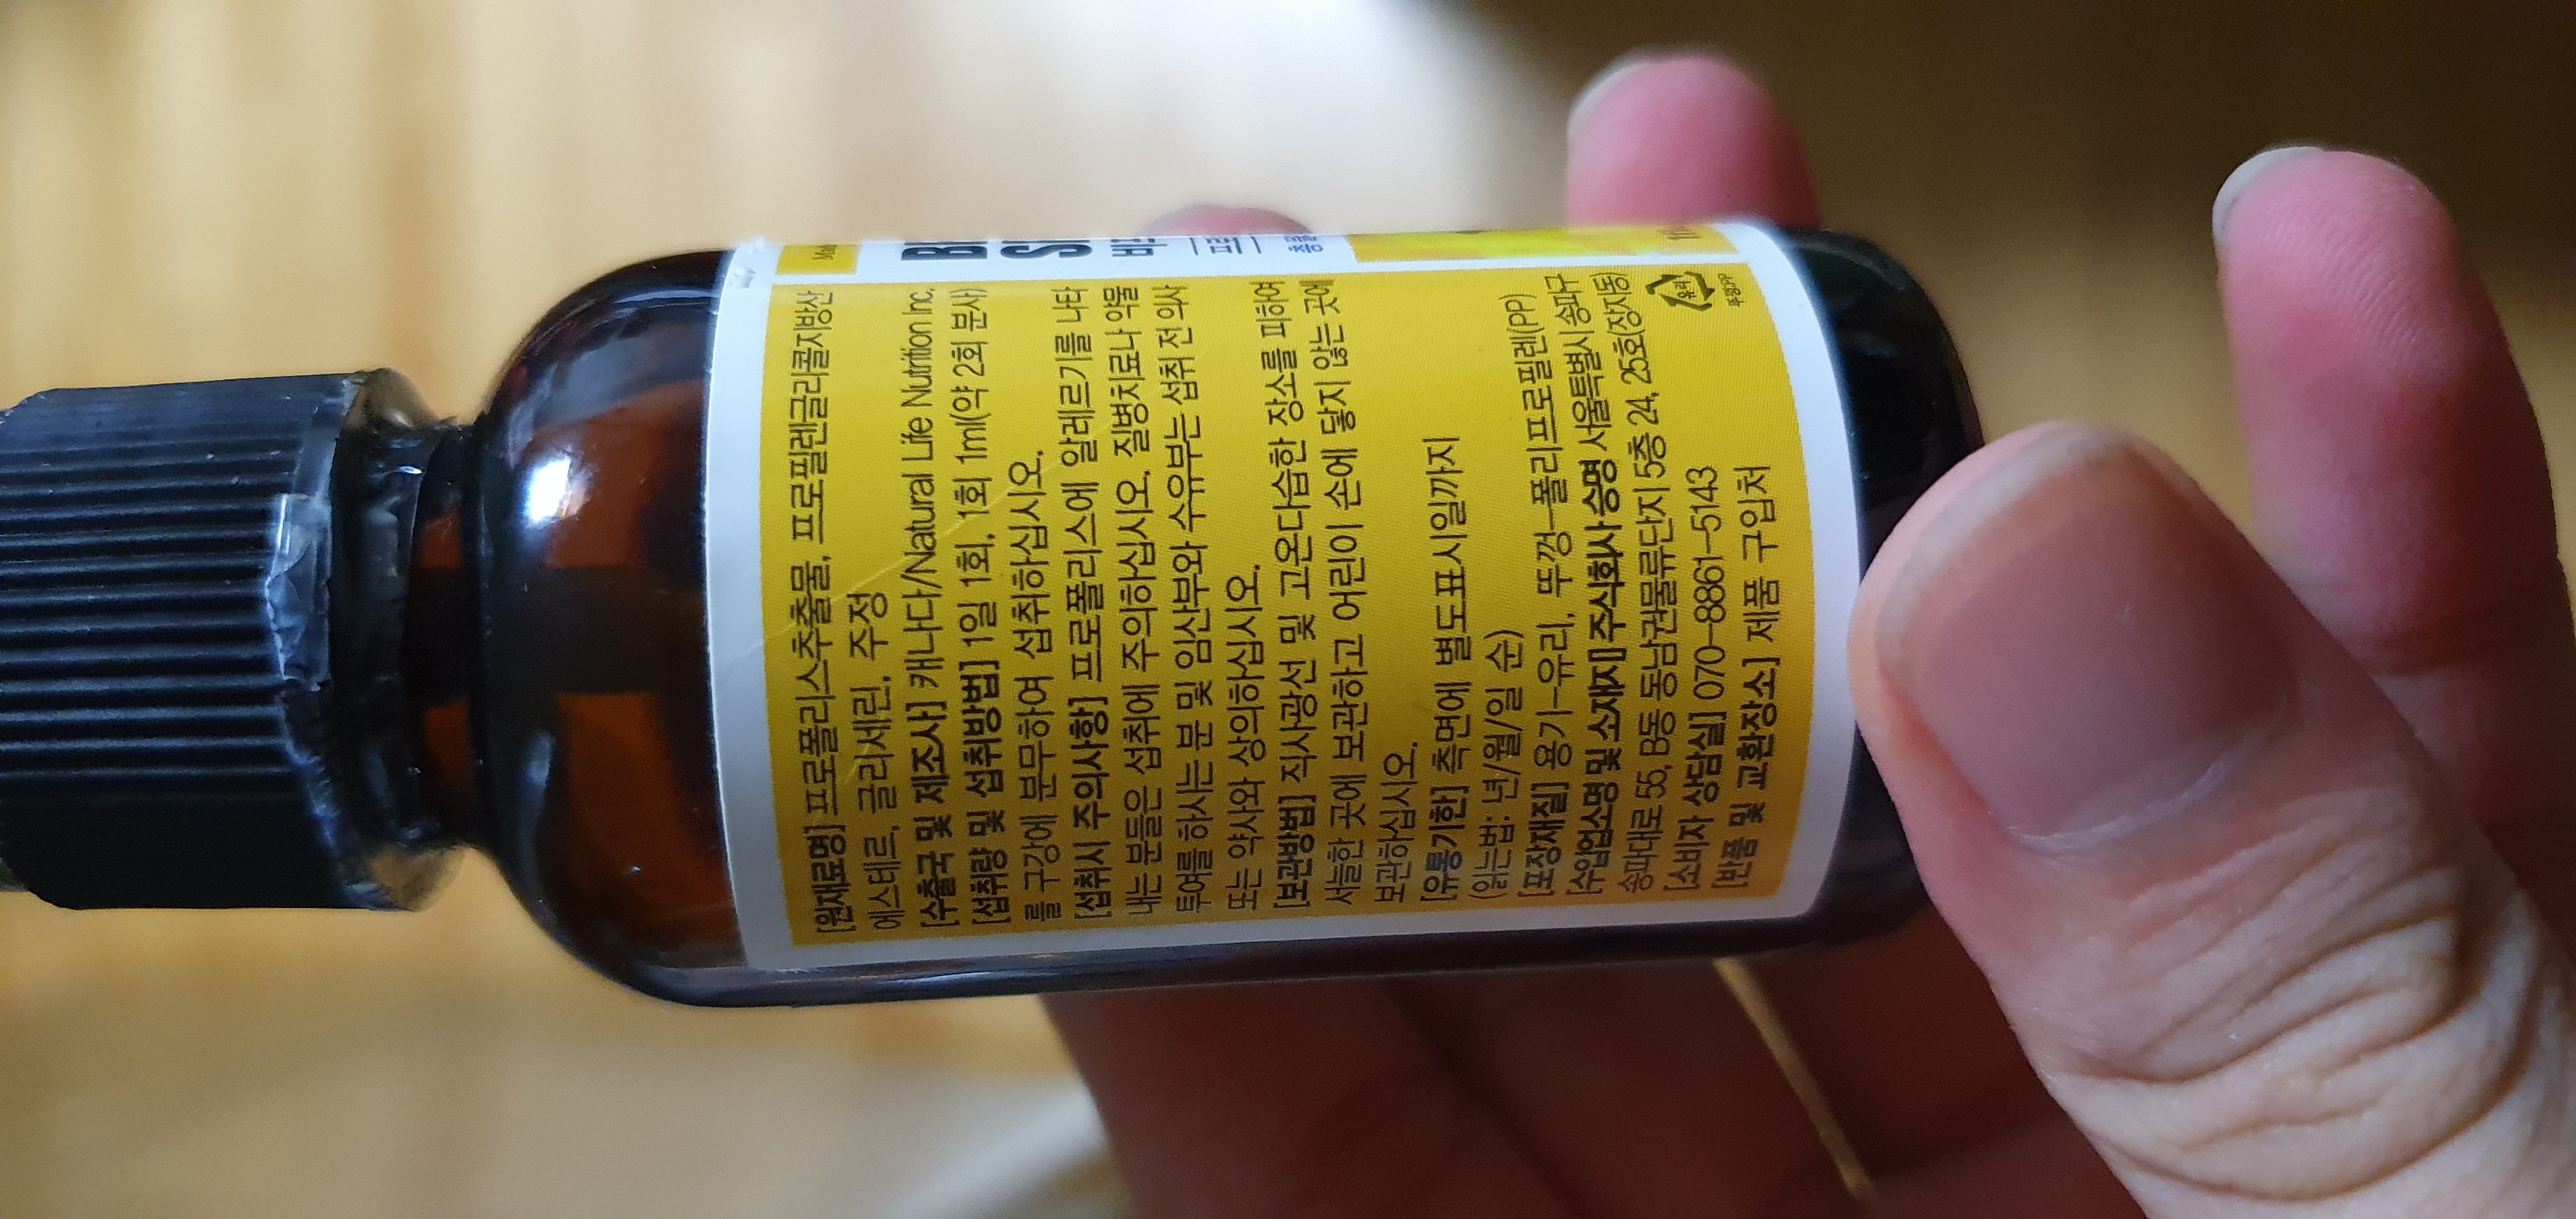 [원재료명] 프로폴리스추출물, 프로필렌글리콜지방산
에스테르, 글리세린, 주정
[수출국 및 제조사] 캐나다/Natural Life Nutrition Inc.
[섭취량 및 섭취방법] 1일 1회, 1회 1ml(약 2회 분사)
를 구강에 분무하여 섭취하십시오.
[섭취시 주의사항] 프로폴리스에 알레르기를 나타
내는 분들은 섭취에 주의하십시오. 질병치료나 약물
투여를 하시는 분 및 임산부와 수유부는 섭취 전 의사
또는 약사와 상의하십시오.
[보관방법] 직사광선 및 고온다습한 장소를 피하여
서늘한 곳에 보관하고 어린이 손에 닿지 않는 곳에
보관하십시오.
[유통기한] 측면에 별도표시일까지
(읽는법: 년/월/일 순)
[포장재질] 용기-유리, 뚜껑-폴리프로필렌(PP)
[수입업소명 및 소재지] 주식회사 승명 서울특별시 송파구
송파대로 55, B동 동남권물류단지 5층 24, 25호(장지동)
[소비자 상담실] 070-8861-5143
[반품 및 교환장소] 제품 구입처
유리